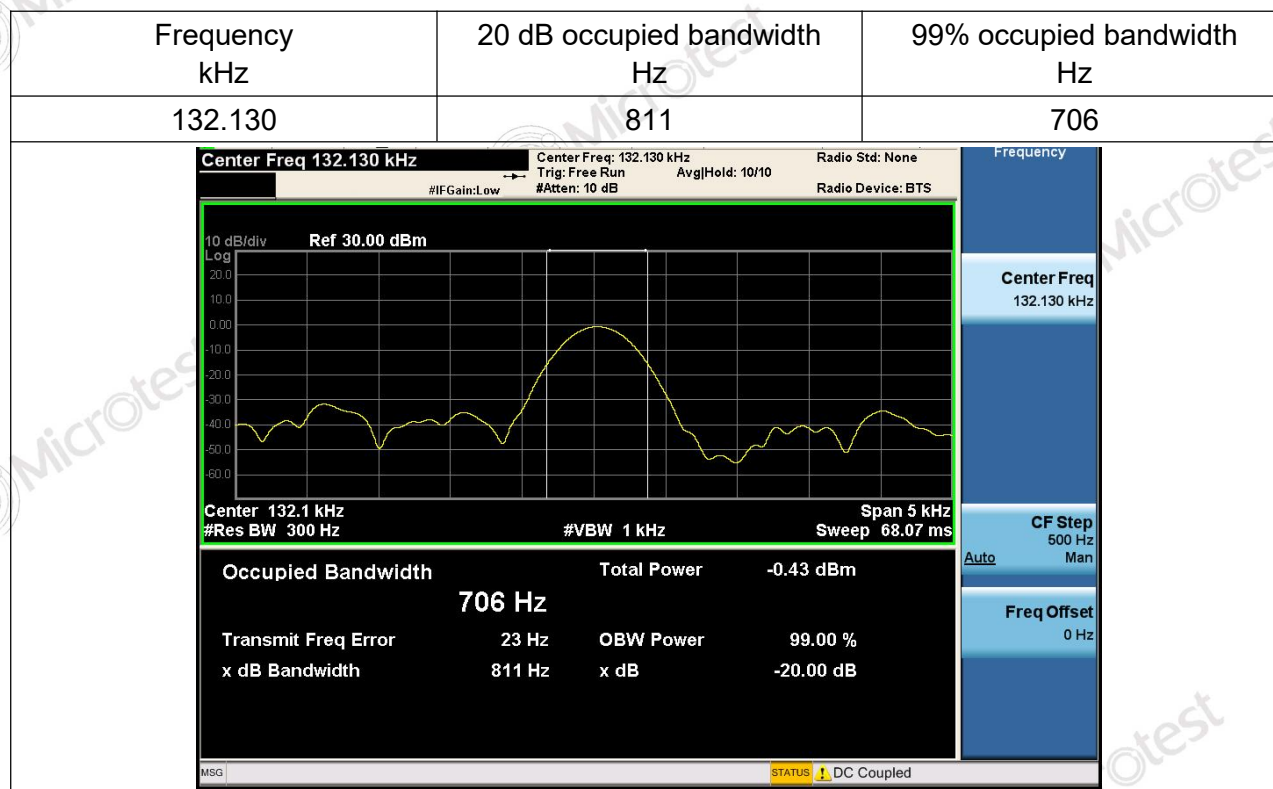 Frequency
kHz
20 dB occupied bandwidth
Hz
99% occupied bandwidth
Hz
132.130
811
706
Center Freq 132.130 kHz
#IFGain:Low
Center Freq: 132.130 kHz
Trig: Free Run
Avg|Hold: 10/10
#Atten: 10 dB
Radio Std: None
Radio Device: BTS
Frequency
10 dB/div
Ref 30.00 dBm
Log
20.0
10.0
0.00
-10.0
-20.0
-30.0
-40.0
-50.0
-60.0
Center 132.1 kHz
Span 5 kHz
#Res BW 300 Hz
#VBW 1 kHz
Sweep 68.07 ms
Center Freq
132.130 kHz
CF Step
500 Hz
Auto Man
Freq Offset
0 Hz
Occupied Bandwidth
706 Hz
Total Power -0.43 dBm
Transmit Freq Error 23 Hz
OBW Power 99.00 %
x dB Bandwidth 811 Hz
x dB -20.00 dB
MSG
STATUS
DC Coupled
Microtest
Microtest
Microtest
otest